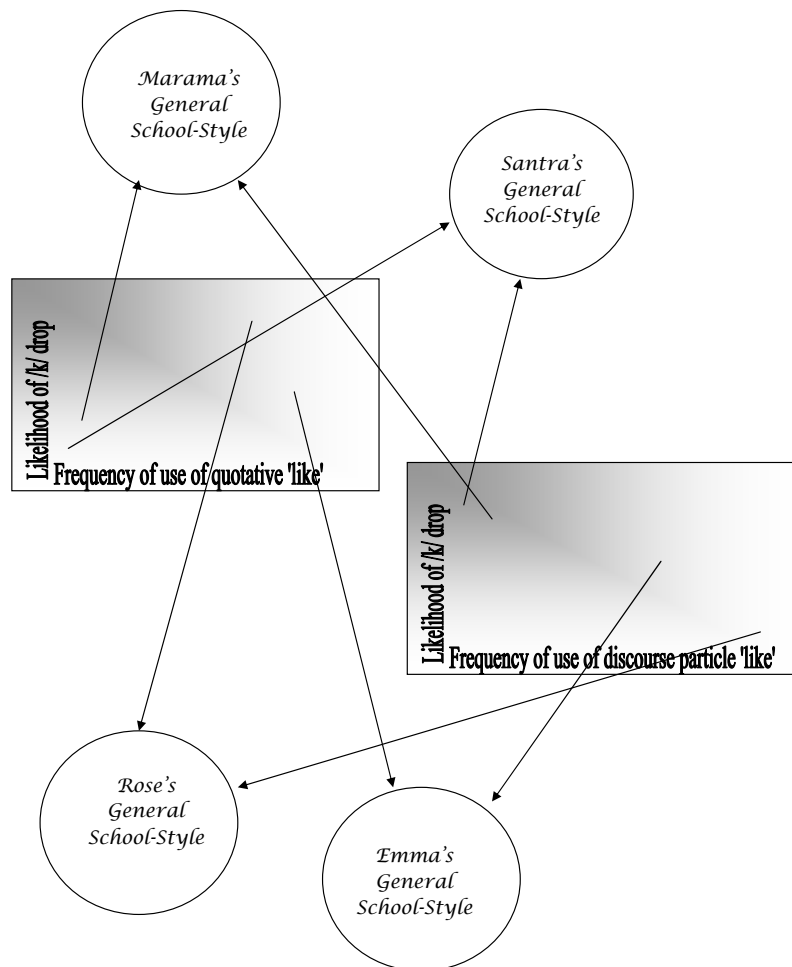 Marama's
General
School-Style
Santra's
General
School-Style
Likelihood of /k/ drop
Frequency of use of quotative 'like'
Likelihood of /k/ drop
Frequency of use of discourse particle 'like'
Rose's
General
School-Style
Emma's
General
School-Style